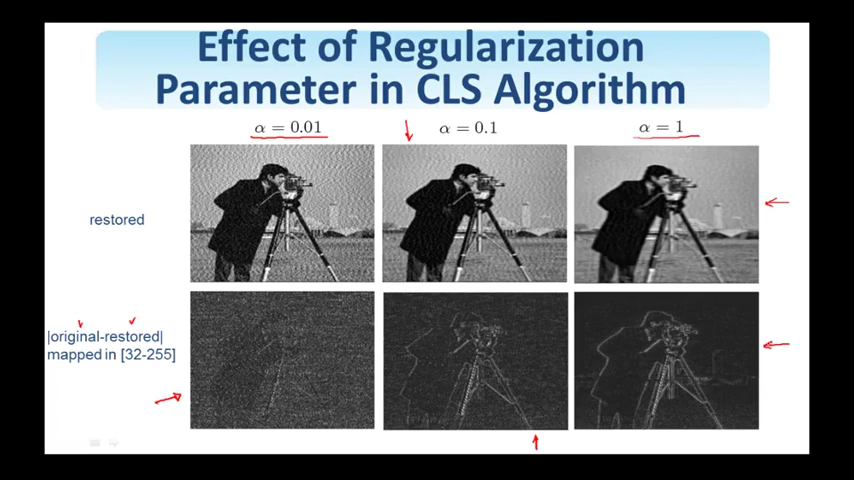 Effect of Regularization
Parameter in CLS Algorithm
α = 0.01
α = 0.1
α = 1
restored
|original-restored|
mapped in [32-255]